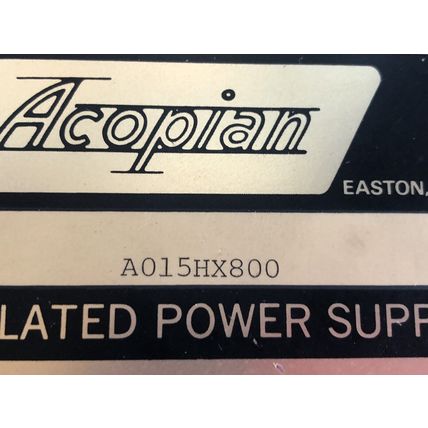 Acopian
EASTON,
A015HX800
LATED POWER SUPP